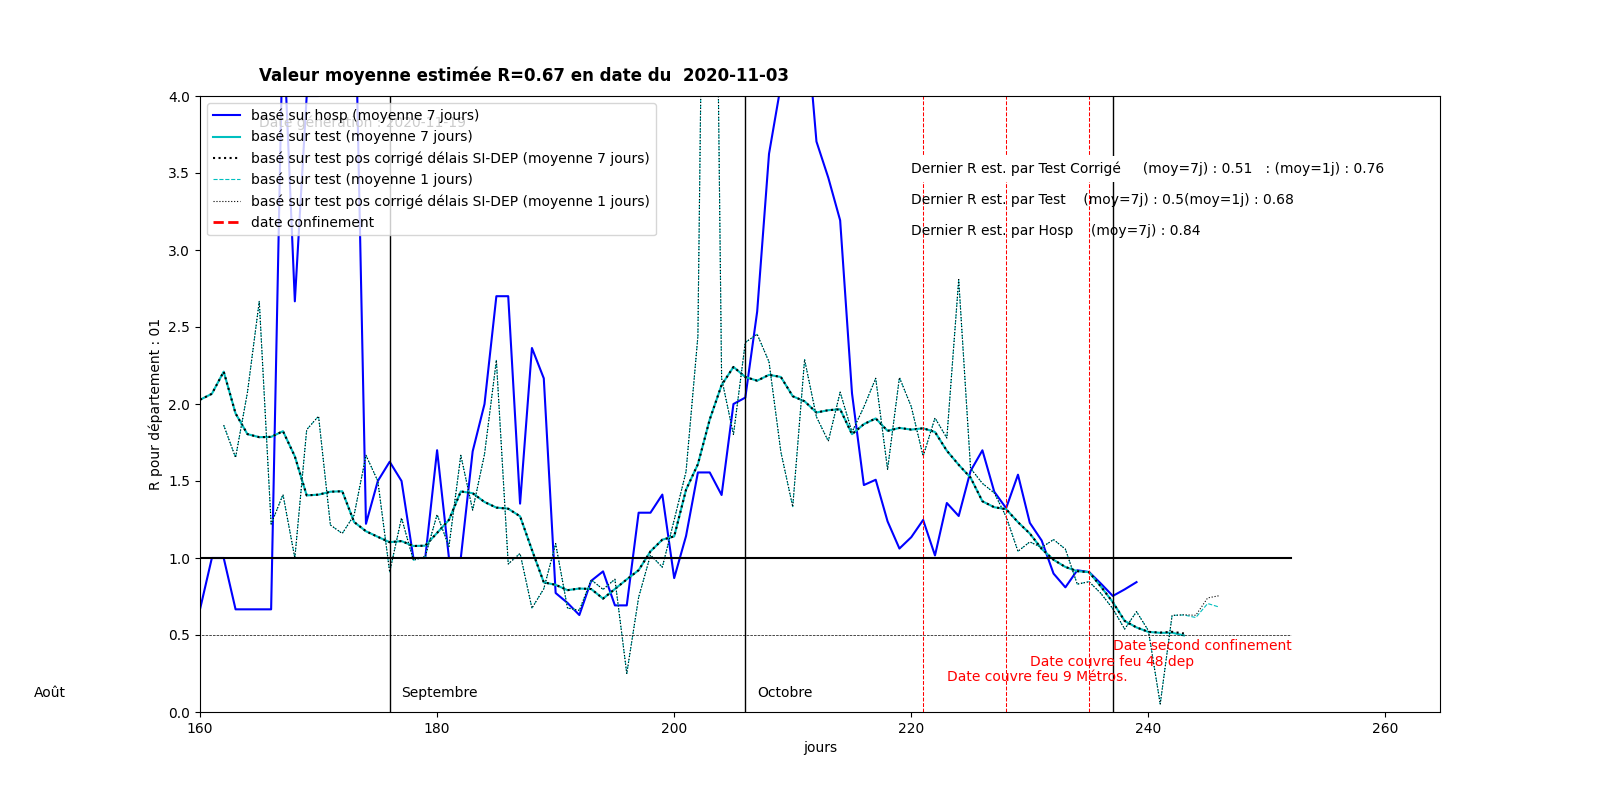 Valeur moyenne estimée R=0.67 en date du  2020-11-03
Date génération : 2020-11-19
basé sur hosp (moyenne 7 jours)
basé sur test (moyenne 7 jours)
basé sur test pos corrigé délais SI-DEP (moyenne 7 jours)
basé sur test (moyenne 1 jours)
basé sur test pos corrigé délais SI-DEP (moyenne 1 jours)
date confinement
Dernier R est. par Test Corrigé     (moy=7j) : 0.51   : (moy=1j) : 0.76
Dernier R est. par Test    (moy=7j) : 0.5(moy=1j) : 0.68
Dernier R est. par Hosp    (moy=7j) : 0.84
R pour département : 01
4.0
3.5
3.0
2.5
2.0
1.5
1.0
0.5
0.0
Date second confinement
Date couvre feu 48 dep
Date couvre feu 9 Métros.
Août
Septembre
Octobre
160
180
200
220
240
260
jours